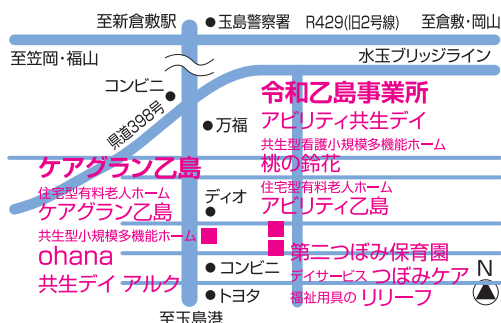 至新倉敷駅
●玉島警察署
R429(旧2号線)
至倉敷・岡山
至笠岡・福山
水玉ブリッジライン
コンビニ
県道398号
万福
令和乙島事業所
アビリティ共生デイ
共生型看護小規模多機能ホーム
桃の鈴花
住宅型有料老人ホーム
アビリティ乙島
ケアグラン乙島
住宅型有料老人ホーム
ケアグラン乙島
共生型小規模多機能ホーム
ohana
共生デイ アルク
ディオ
第二つぼみ保育園
デイサービス つぼみケア
福祉用具の リリーフ
●コンビニ
●トヨタ
至玉島港
N